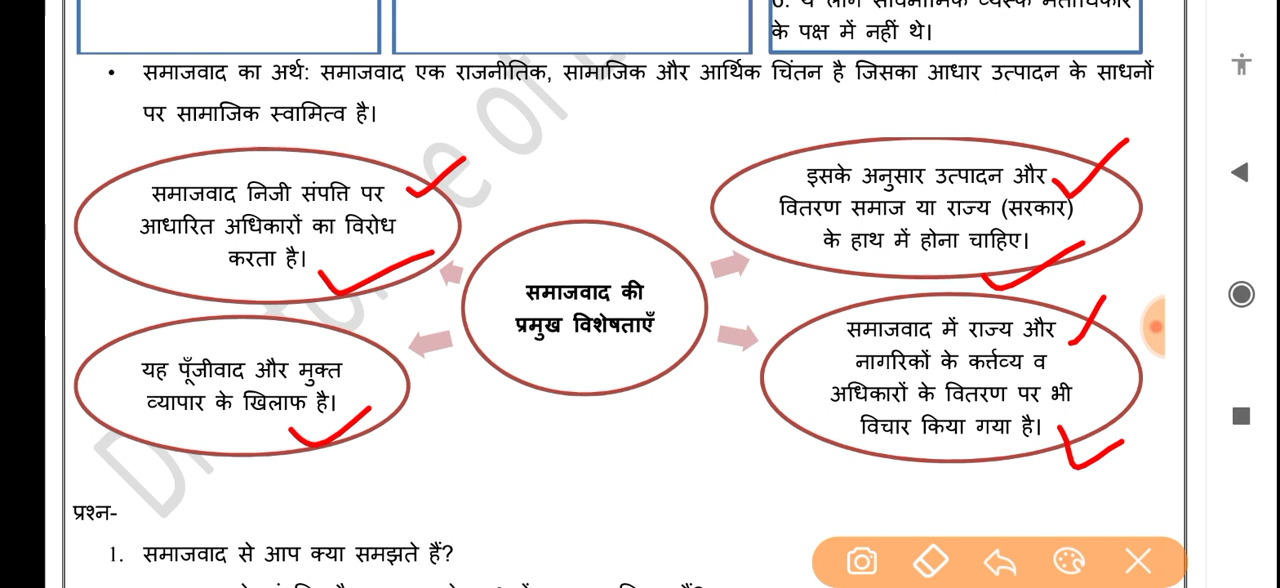 के पक्ष में नहीं थे।
• समाजवाद का अर्थ: समाजवाद एक राजनीतिक, सामाजिक और आर्थिक चिंतन है जिसका आधार उत्पादन के साधनों
पर सामाजिक स्वामित्व है।
समाजवाद निजी संपत्ति पर
आधारित अधिकारों का विरोध
करता है।
इसके अनुसार उत्पादन और
वितरण समाज या राज्य (सरकार)
के हाथ में होना चाहिए।
समाजवाद की
प्रमुख विशेषताएँ
यह पूँजीवाद और मुक्त
व्यापार के खिलाफ है।
समाजवाद में राज्य और
नागरिकों के कर्त्तव्य व
अधिकारों के वितरण पर भी
विचार किया गया है।
प्रश्न-
1. समाजवाद से आप क्या समझते हैं?